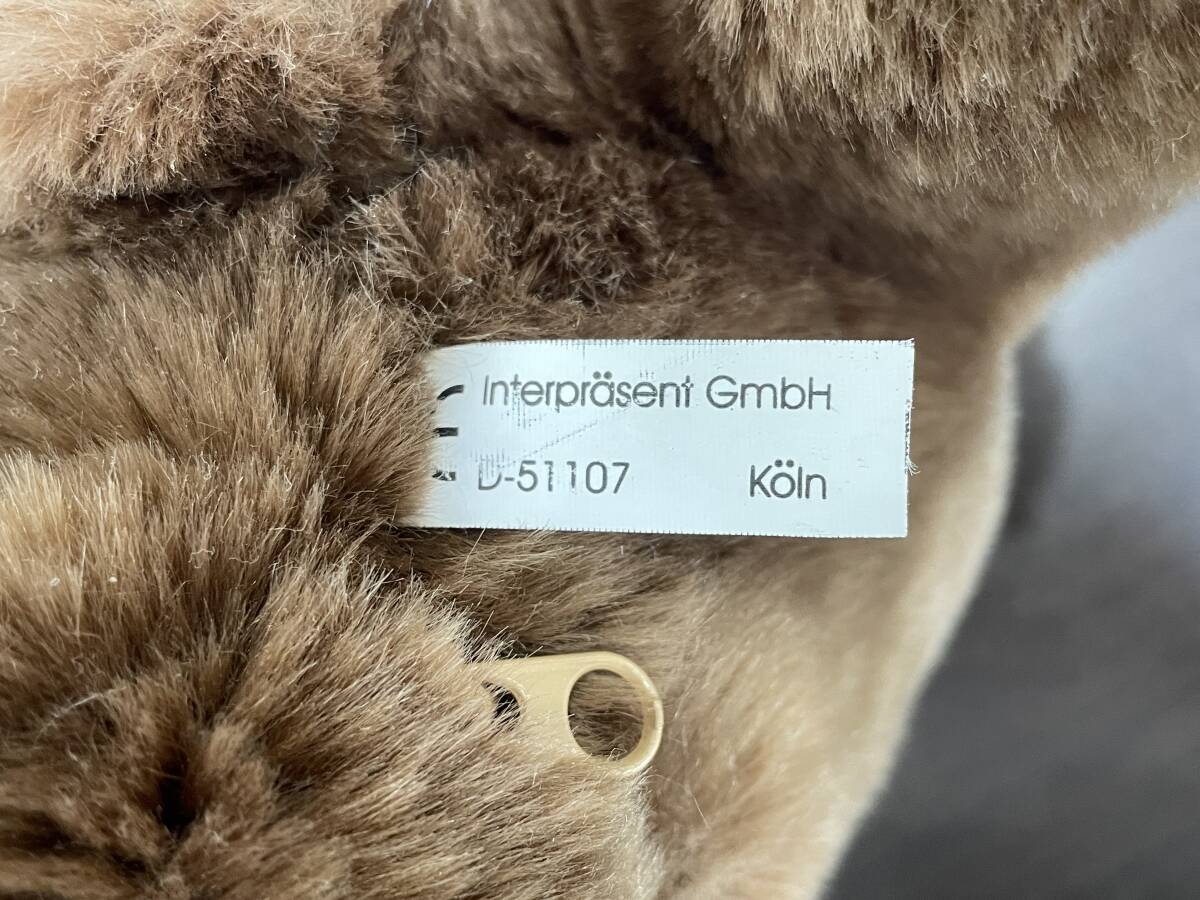 Interpräsent GmbH
D-51107 Köln